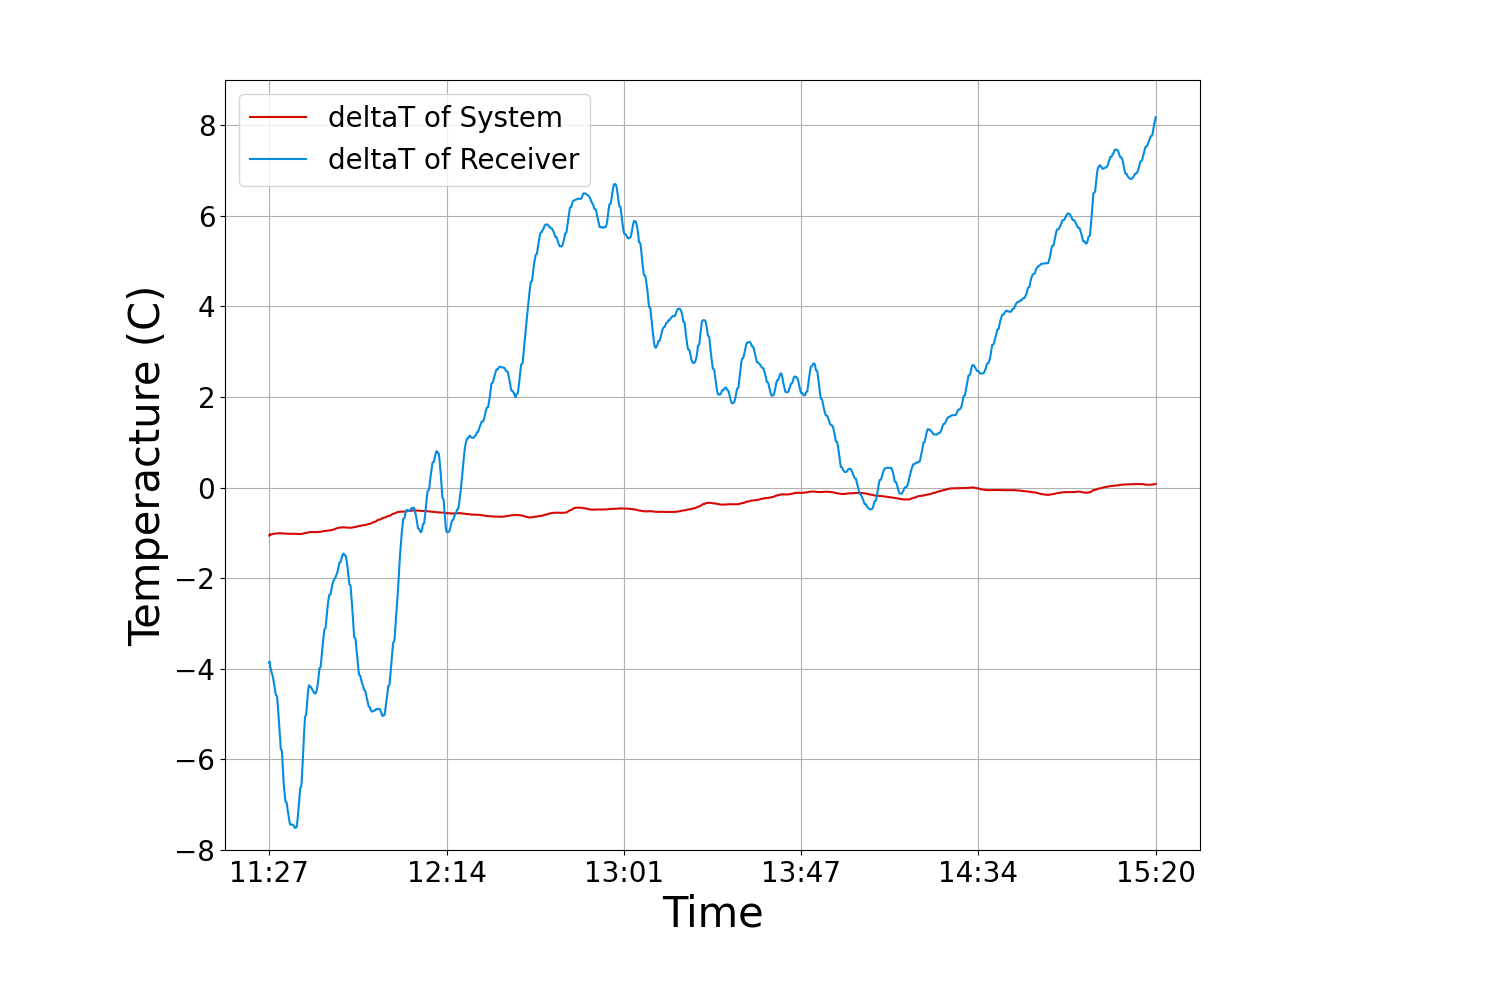 deltaT of System
deltaT of Receiver
8
6
4
2
0
−2
−4
−6
−8
Temperacture (C)
11:27 12:14 13:01 13:47 14:34 15:20
Time